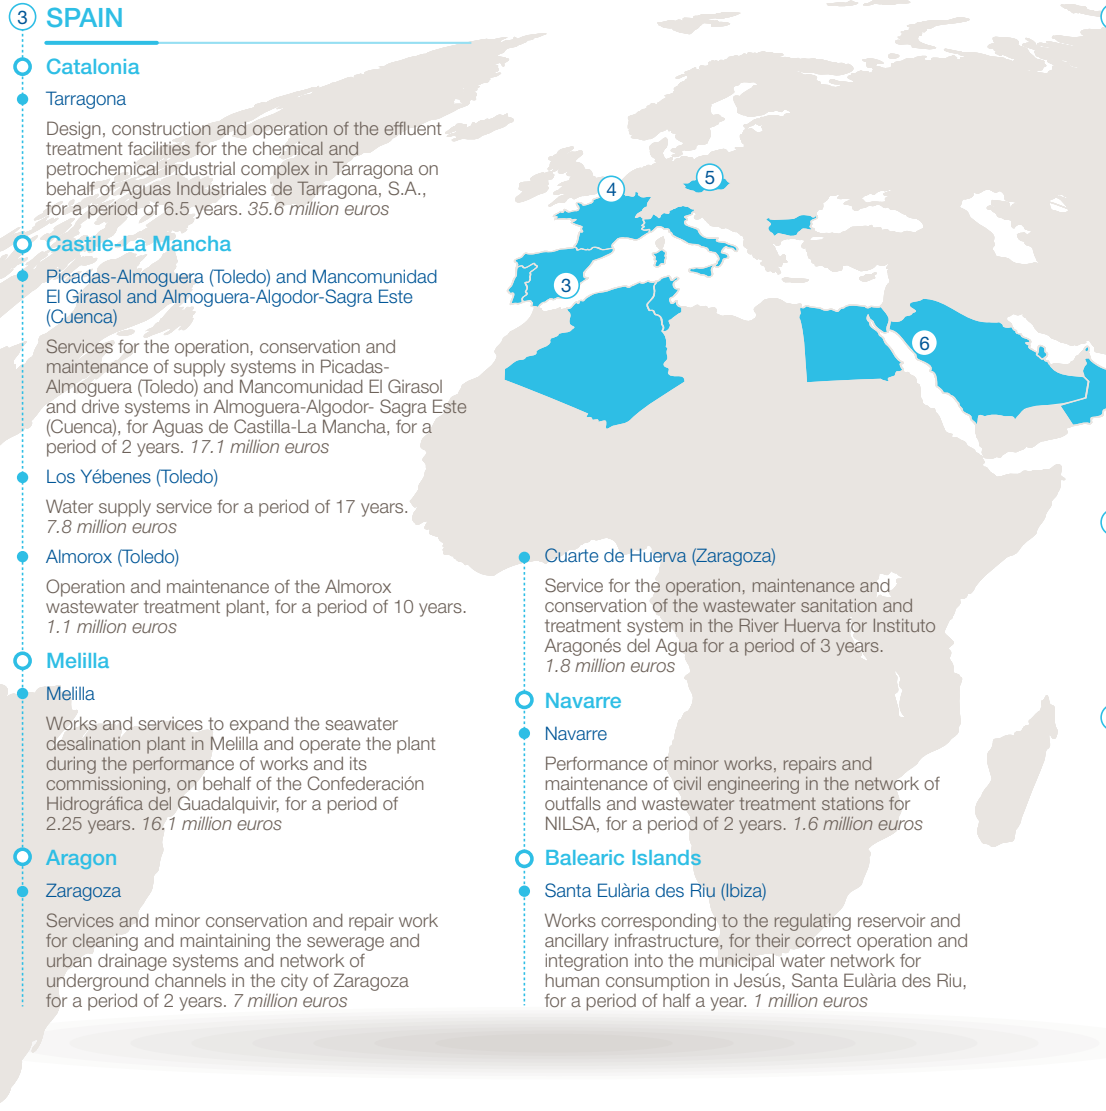 3 SPAIN
Catalonia
Tarragona
Design, construction and operation of the effluent
treatment facilities for the chemical and
petrochemical industrial complex in Tarragona on
behalf of Aguas Industriales de Tarragona, S.A.,
for a period of 6.5 years. 35.6 million euros
Castile-La Mancha
Picadas-Almoguera (Toledo) and Mancomunidad
El Girasol and Almoguera-Algodor-Sagra Este
(Cuenca)
Services for the operation, conservation and
maintenance of supply systems in Picadas-
Almoguera (Toledo) and Mancomunidad El Girasol
and drive systems in Almoguera-Algodor- Sagra Este
(Cuenca), for Aguas de Castilla-La Mancha, for a
period of 2 years. 17.1 million euros
Los Yébenes (Toledo)
Water supply service for a period of 17 years.
7.8 million euros
Almorox (Toledo)
Operation and maintenance of the Almorox
wastewater treatment plant, for a period of 10 years.
1.1 million euros
Melilla
Melilla
Works and services to expand the seawater
desalination plant in Melilla and operate the plant
during the performance of works and its
commissioning, on behalf of the Confederación
Hidrográfica del Guadalquivir, for a period of
2.25 years. 16.1 million euros
Aragon
Zaragoza
Services and minor conservation and repair work
for cleaning and maintaining the sewerage and
urban drainage systems and network of
underground channels in the city of Zaragoza
for a period of 2 years. 7 million euros
4
5
3
6
Cuarte de Huerva (Zaragoza)
Service for the operation, maintenance and
conservation of the wastewater sanitation and
treatment system in the River Huerva for Instituto
Aragonés del Agua for a period of 3 years.
1.8 million euros
Navarre
Navarre
Performance of minor works, repairs and
maintenance of civil engineering in the network of
outfalls and wastewater treatment stations for
NILSA, for a period of 2 years. 1.6 million euros
Balearic Islands
Santa Eulària des Riu (Ibiza)
Works corresponding to the regulating reservoir and
ancillary infrastructure, for their correct operation and
integration into the municipal water network for
human consumption in Jesús, Santa Eulària des Riu,
for a period of half a year. 1 million euros